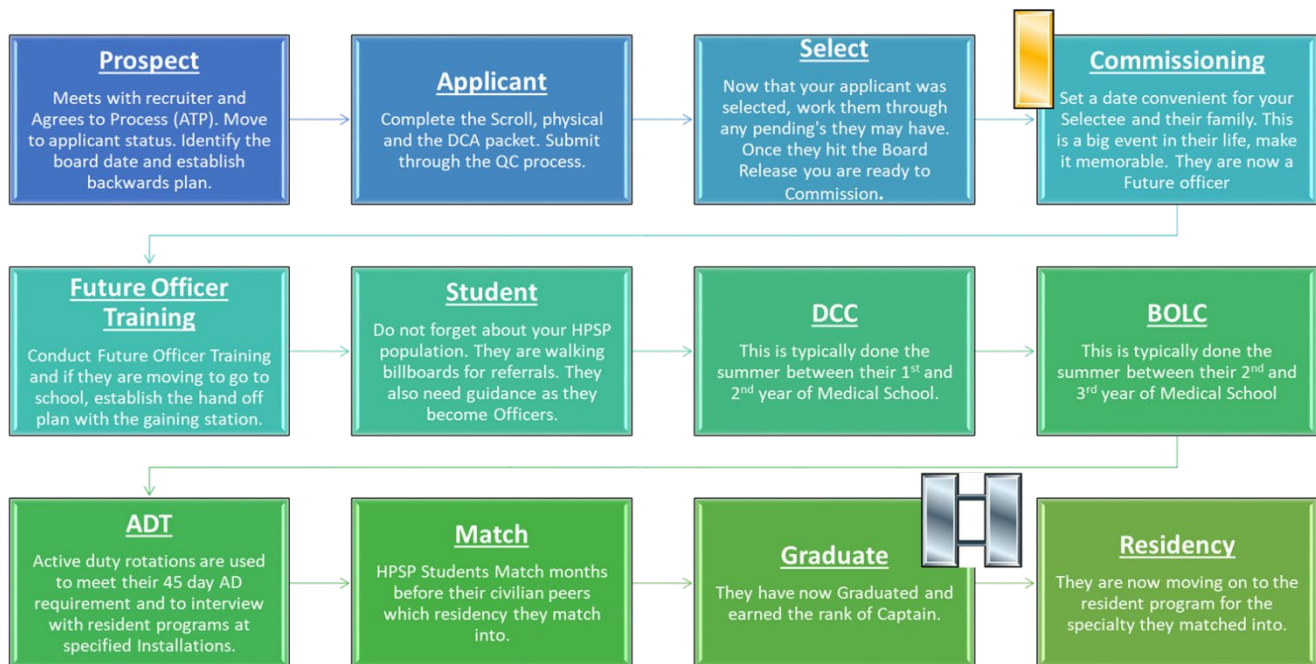 Prospect
Meets with recruiter and
Agrees to Process (ATP). Move
to applicant status. Identify the
board date and establish
backwards plan.
Applicant
Complete the Scroll, physical
and the DCA packet. Submit
through the QC process.
Select
Now that your applicant was
selected, work them through
any pending's they may have.
Once they hit the Board
Release you are ready to
Commission.
Commissioning
Set a date convenient for your
Selectee and their family. This
is a big event in their life, make
it memorable. They are now a
Future officer
Future Officer
Training
Conduct Future Officer Training
and if they are moving to go to
school, establish the hand off
plan with the gaining station.
Student
Do not forget about your HPSP
population. They are walking
billboards for referrals. They
also need guidance as they
become Officers.
DCC
This is typically done the
summer between their 1st and
2nd year of Medical School.
BOLC
This is typically done the
summer between their 2nd and
3rd year of Medical School
ADT
Active duty rotations are used
to meet their 45 day AD
requirement and to interview
with resident programs at
specified Installations.
Match
HPSP Students Match months
before their civilian peers
which residency they match
into.
Graduate
They have now Graduated and
earned the rank of Captain.
Residency
They are now moving on to the
resident program for the
specialty they matched into.